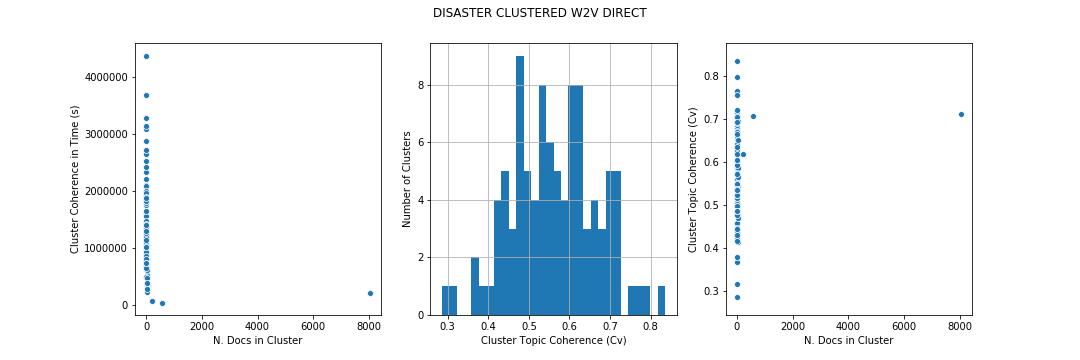 DISASTER CLUSTERED W2V DIRECT
Cluster Coherence in Time (s)
4000000
3000000
2000000
1000000
0
0 2000 4000 6000 8000
N. Docs in Cluster
Number of Clusters
8
6
4
2
0
0.3 0.4 0.5 0.6 0.7 0.8
Cluster Topic Coherence (Cv)
Cluster Topic Coherence (Cv)
0.8
0.7
0.6
0.5
0.4
0.3
0 2000 4000 6000 8000
N. Docs in Cluster